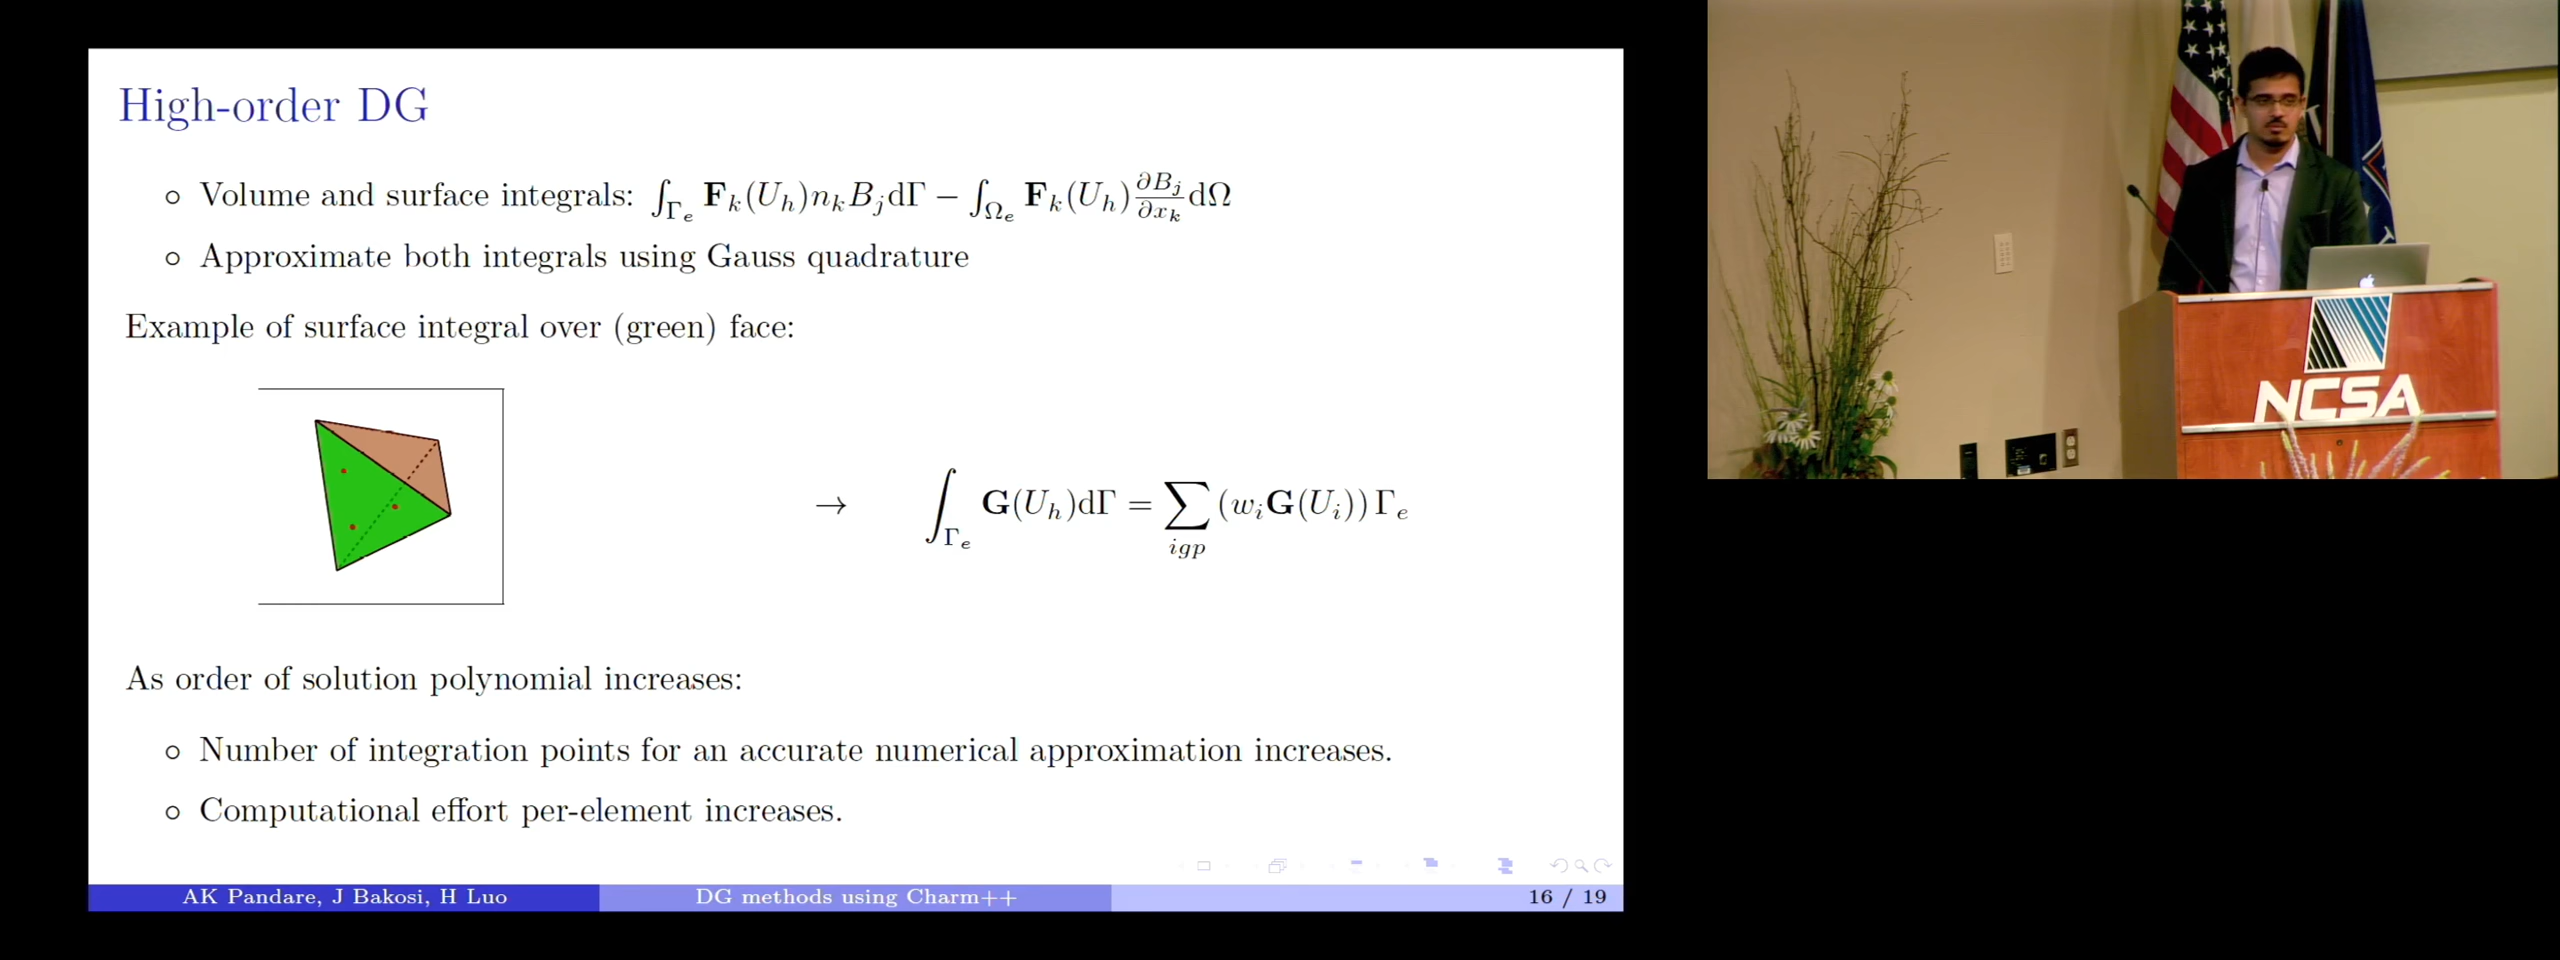 High-order DG
∘ Volume and surface integrals: ∫_{Γ_e} F_k(U_h)n_k B_j dΓ − ∫_{Ω_e} F_k(U_h) ∂B_j/∂x_k dΩ
∘ Approximate both integrals using Gauss quadrature
Example of surface integral over (green) face:
→ ∫_{Γ_e} G(U_h)dΓ = ∑_{igp} (w_i G(U_i)) Γ_e
As order of solution polynomial increases:
∘ Number of integration points for an accurate numerical approximation increases.
∘ Computational effort per-element increases.
AK Pandare, J Bakosi, H Luo DG methods using Charm++ 16 / 19
NCSA